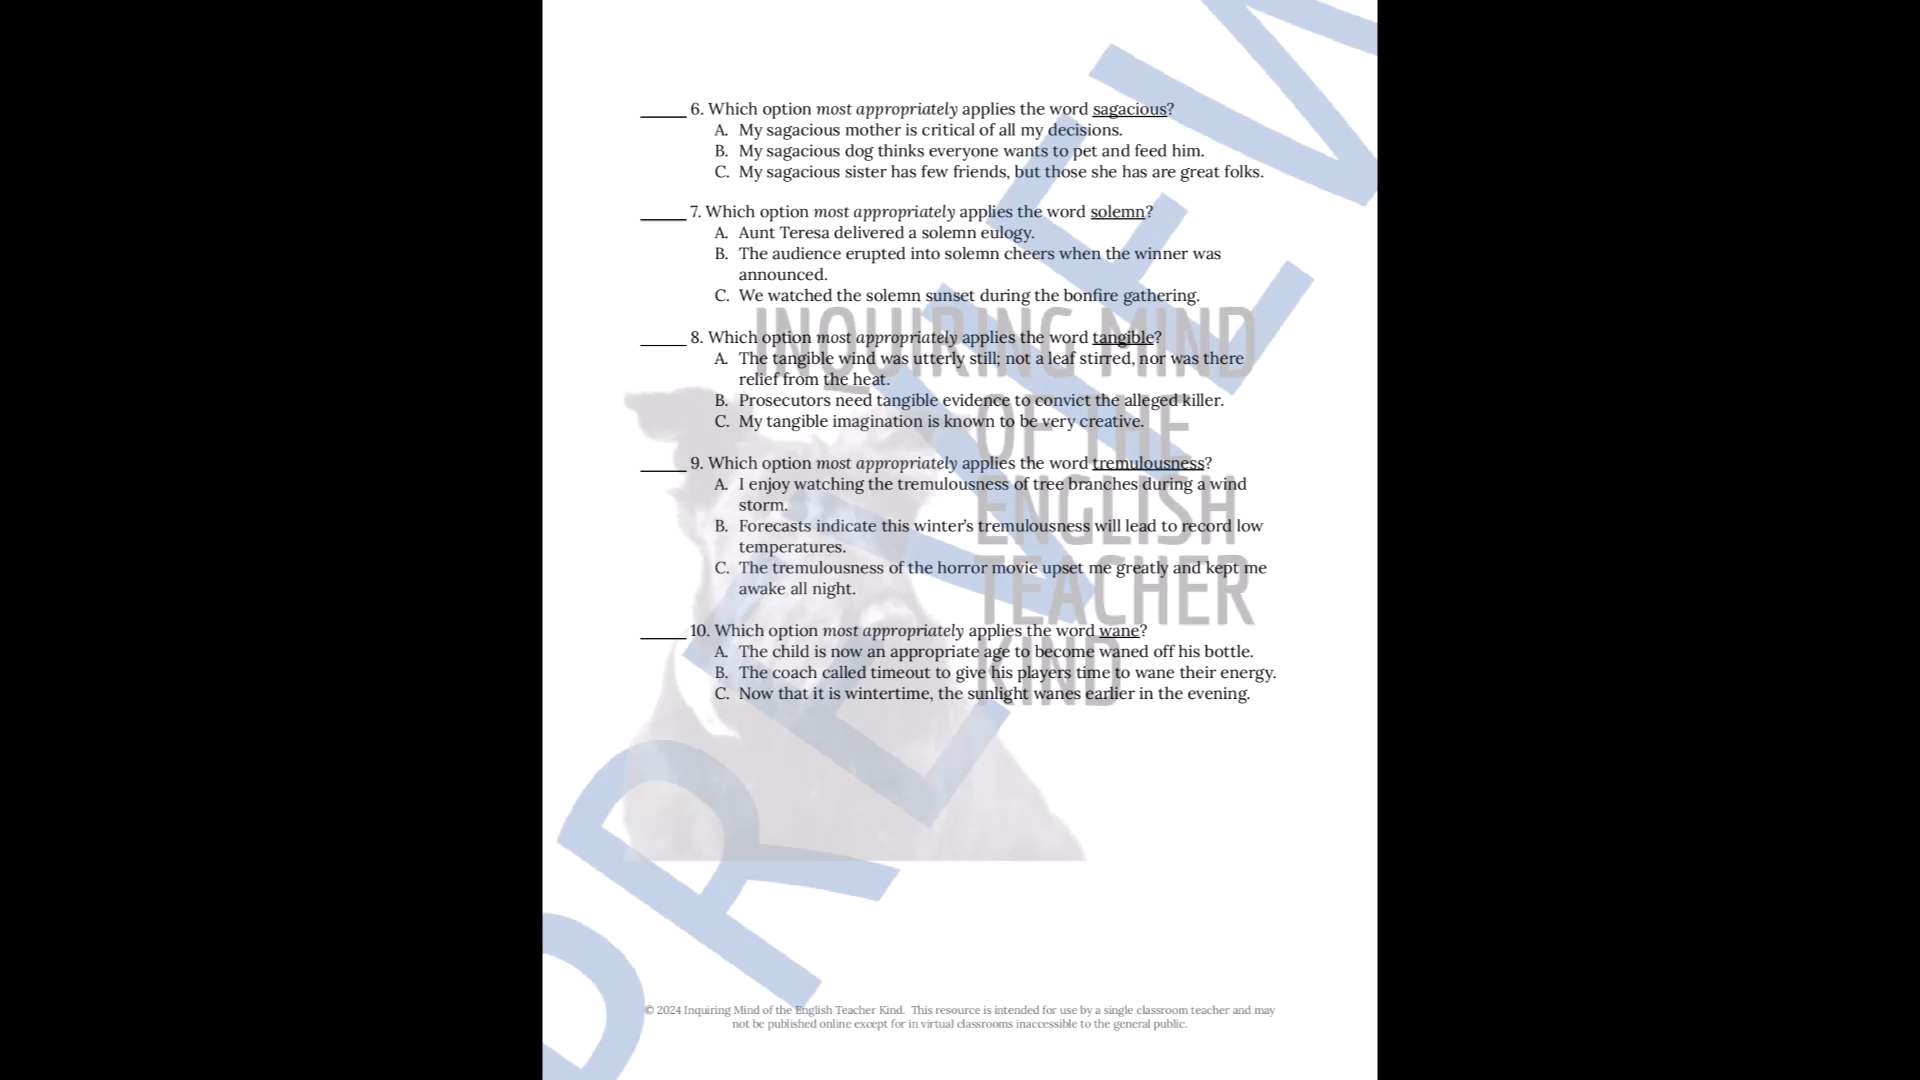 ______ 6. Which option most appropriately applies the word sagacious?
A. My sagacious mother is critical of all my decisions.
B. My sagacious dog thinks everyone wants to pet and feed him.
C. My sagacious sister has few friends, but those she has are great folks.
______ 7. Which option most appropriately applies the word solemn?
A. Aunt Teresa delivered a solemn eulogy.
B. The audience erupted into solemn cheers when the winner was
announced.
C. We watched the solemn sunset during the bonfire gathering.
______ 8. Which option most appropriately applies the word tangible?
A. The tangible wind was utterly still; not a leaf stirred, nor was there
relief from the heat.
B. Prosecutors need tangible evidence to convict the alleged killer.
C. My tangible imagination is known to be very creative.
______ 9. Which option most appropriately applies the word tremulousness?
A. I enjoy watching the tremulousness of tree branches during a wind
storm.
B. Forecasts indicate this winter's tremulousness will lead to record low
temperatures.
C. The tremulousness of the horror movie upset me greatly and kept me
awake all night.
______ 10. Which option most appropriately applies the word wane?
A. The child is now an appropriate age to become waned off his bottle.
B. The coach called timeout to give his players time to wane their energy.
C. Now that it is wintertime, the sunlight wanes earlier in the evening.
INQUIRING MIND
OF THE
ENGLISH
TEACHER
KIND
PREVIEW
© 2024 Inquiring Mind of the English Teacher Kind. This resource is intended for use by a single classroom teacher and may
not be published online except for in virtual classrooms inaccessible to the general public.